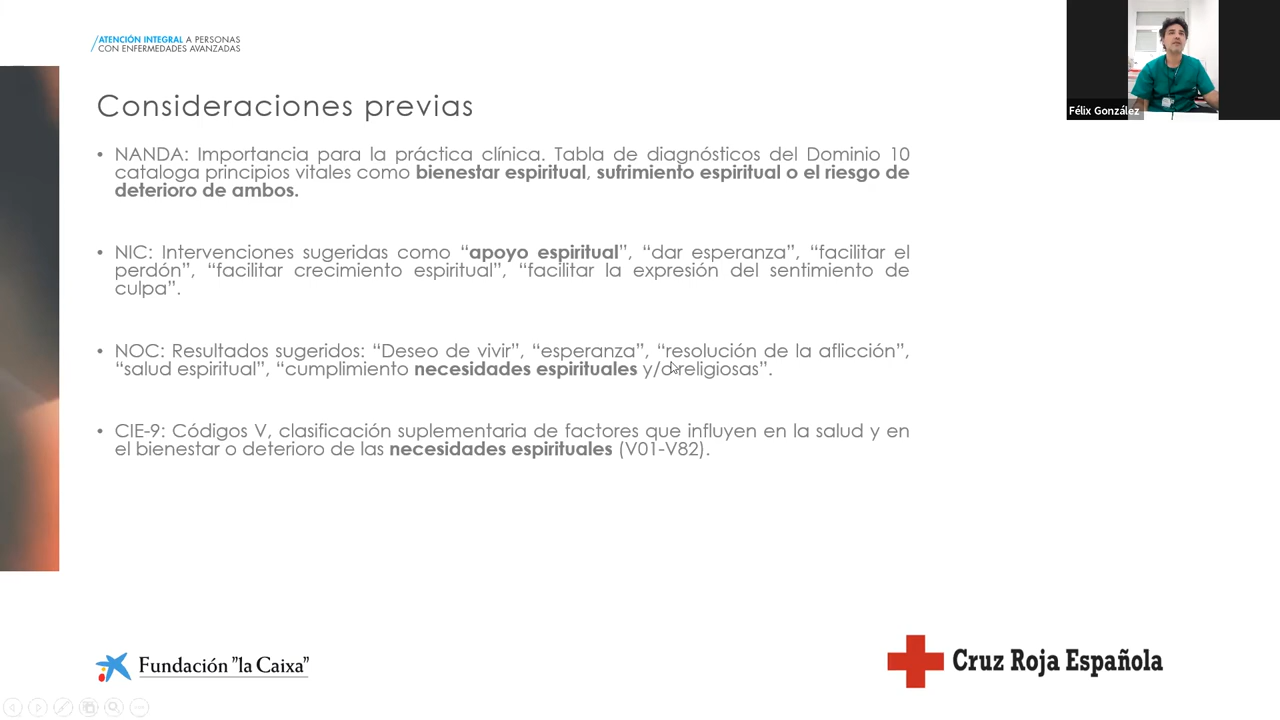 ATENCIÓN INTEGRAL A PERSONAS
CON ENFERMEDADES AVANZADAS
Félix González
Consideraciones previas
• NANDA: Importancia para la práctica clínica. Tabla de diagnósticos del Dominio 10
cataloga principios vitales como bienestar espiritual, sufrimiento espiritual o el riesgo de
deterioro de ambos.
• NIC: Intervenciones sugeridas como “apoyo espiritual”, “dar esperanza”, “facilitar el
perdón”, “facilitar crecimiento espiritual”, “facilitar la expresión del sentimiento de
culpa”.
• NOC: Resultados sugeridos: “Deseo de vivir”, “esperanza”, “resolución de la aflicción”,
“salud espiritual”, “cumplimiento necesidades espirituales y/o religiosas”.
• CIE-9: Códigos V, clasificación suplementaria de factores que influyen en la salud y en
el bienestar o deterioro de las necesidades espirituales (V01-V82).
Fundación "la Caixa"
Cruz Roja Española